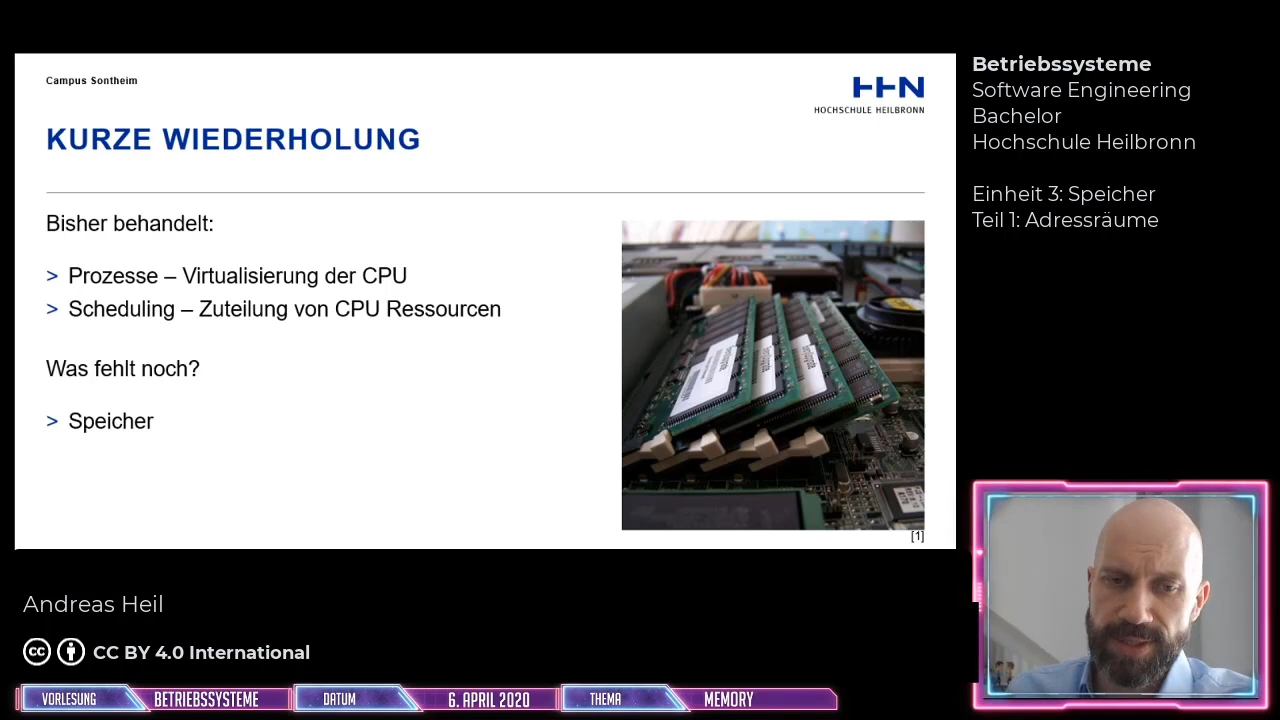 Campus Sontheim
HHN
HOCHSCHULE HEILBRONN
KURZE WIEDERHOLUNG
Bisher behandelt:
> Prozesse – Virtualisierung der CPU
> Scheduling – Zuteilung von CPU Ressourcen
Was fehlt noch?
> Speicher
[1]
Betriebssysteme
Software Engineering
Bachelor
Hochschule Heilbronn
Einheit 3: Speicher
Teil 1: Adressräume
Andreas Heil
cc CC BY 4.0 International
VORLESUNG BETRIEBSSYSTEME DATUM 6. APRIL 2020 THEMA MEMORY